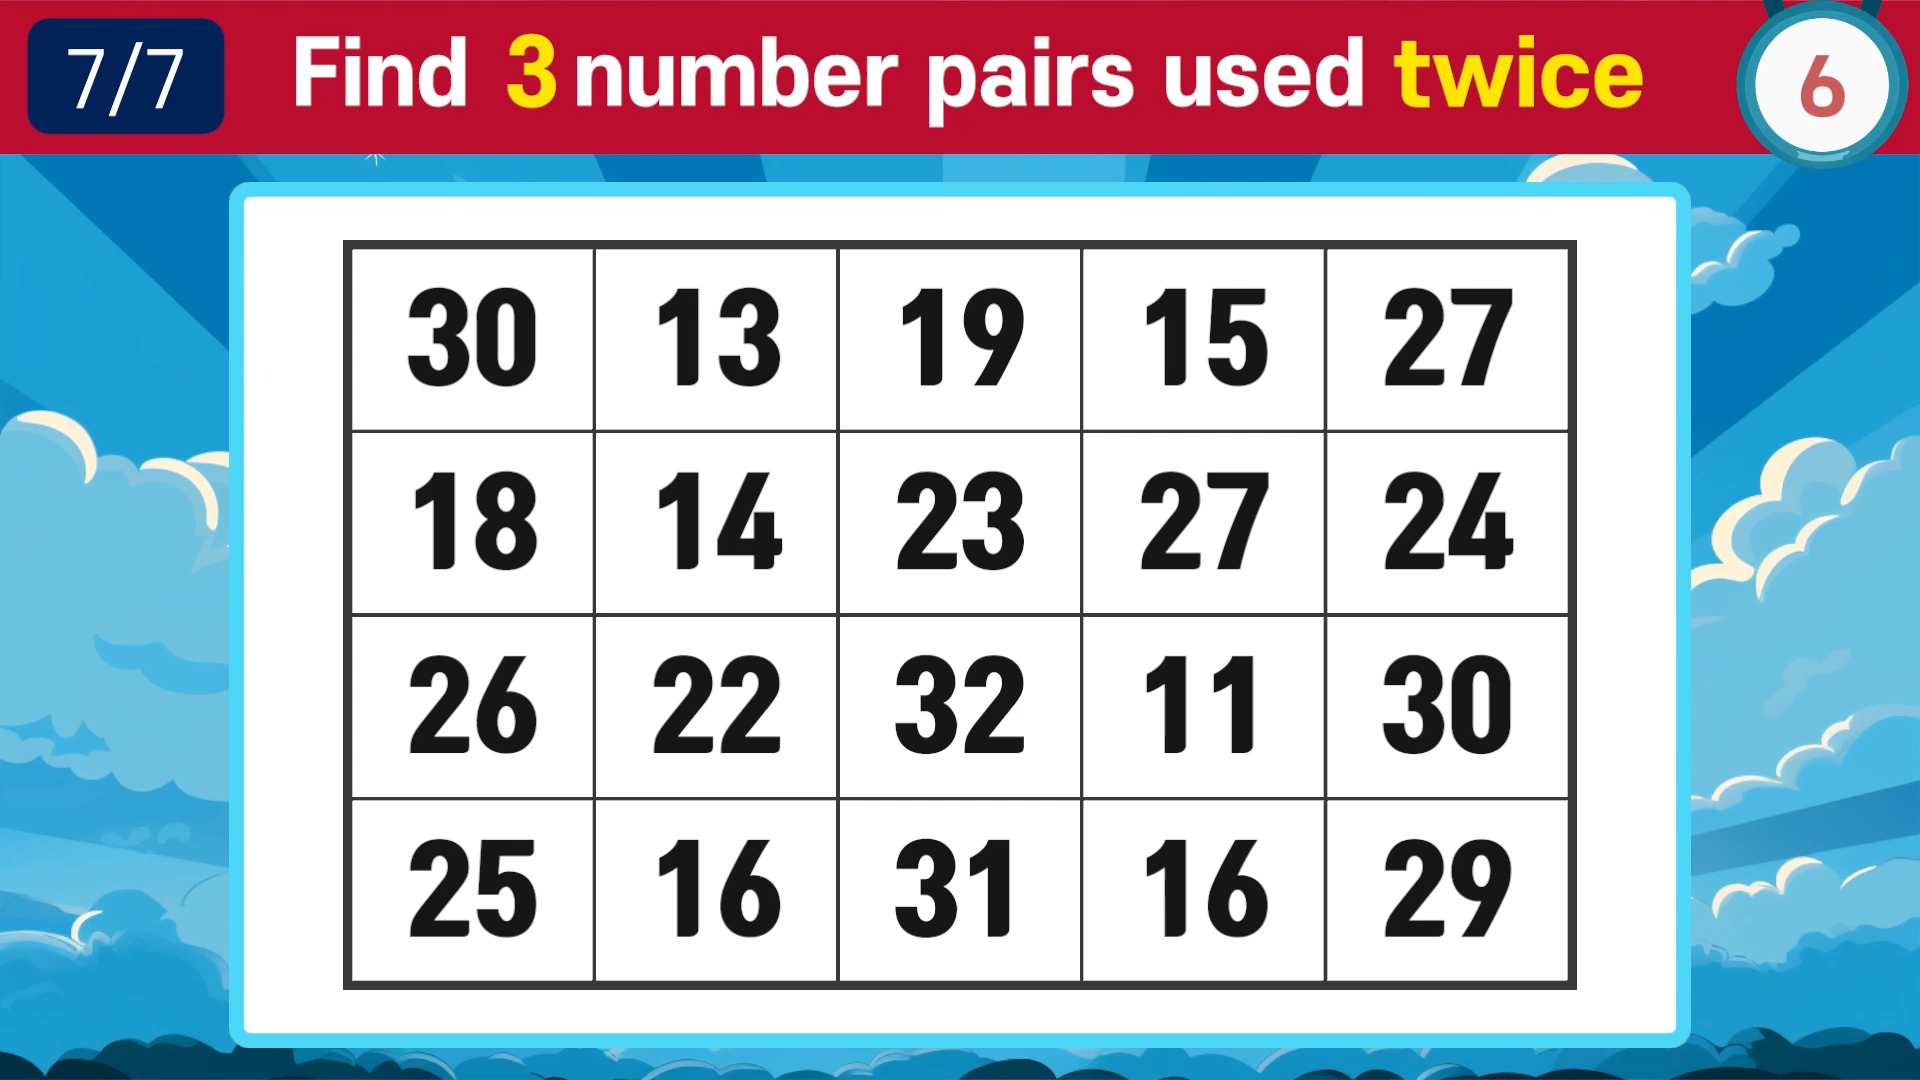 7/7 Find 3 number pairs used twice 6
30 13 19 15 27
18 14 23 27 24
26 22 32 11 30
25 16 31 16 29